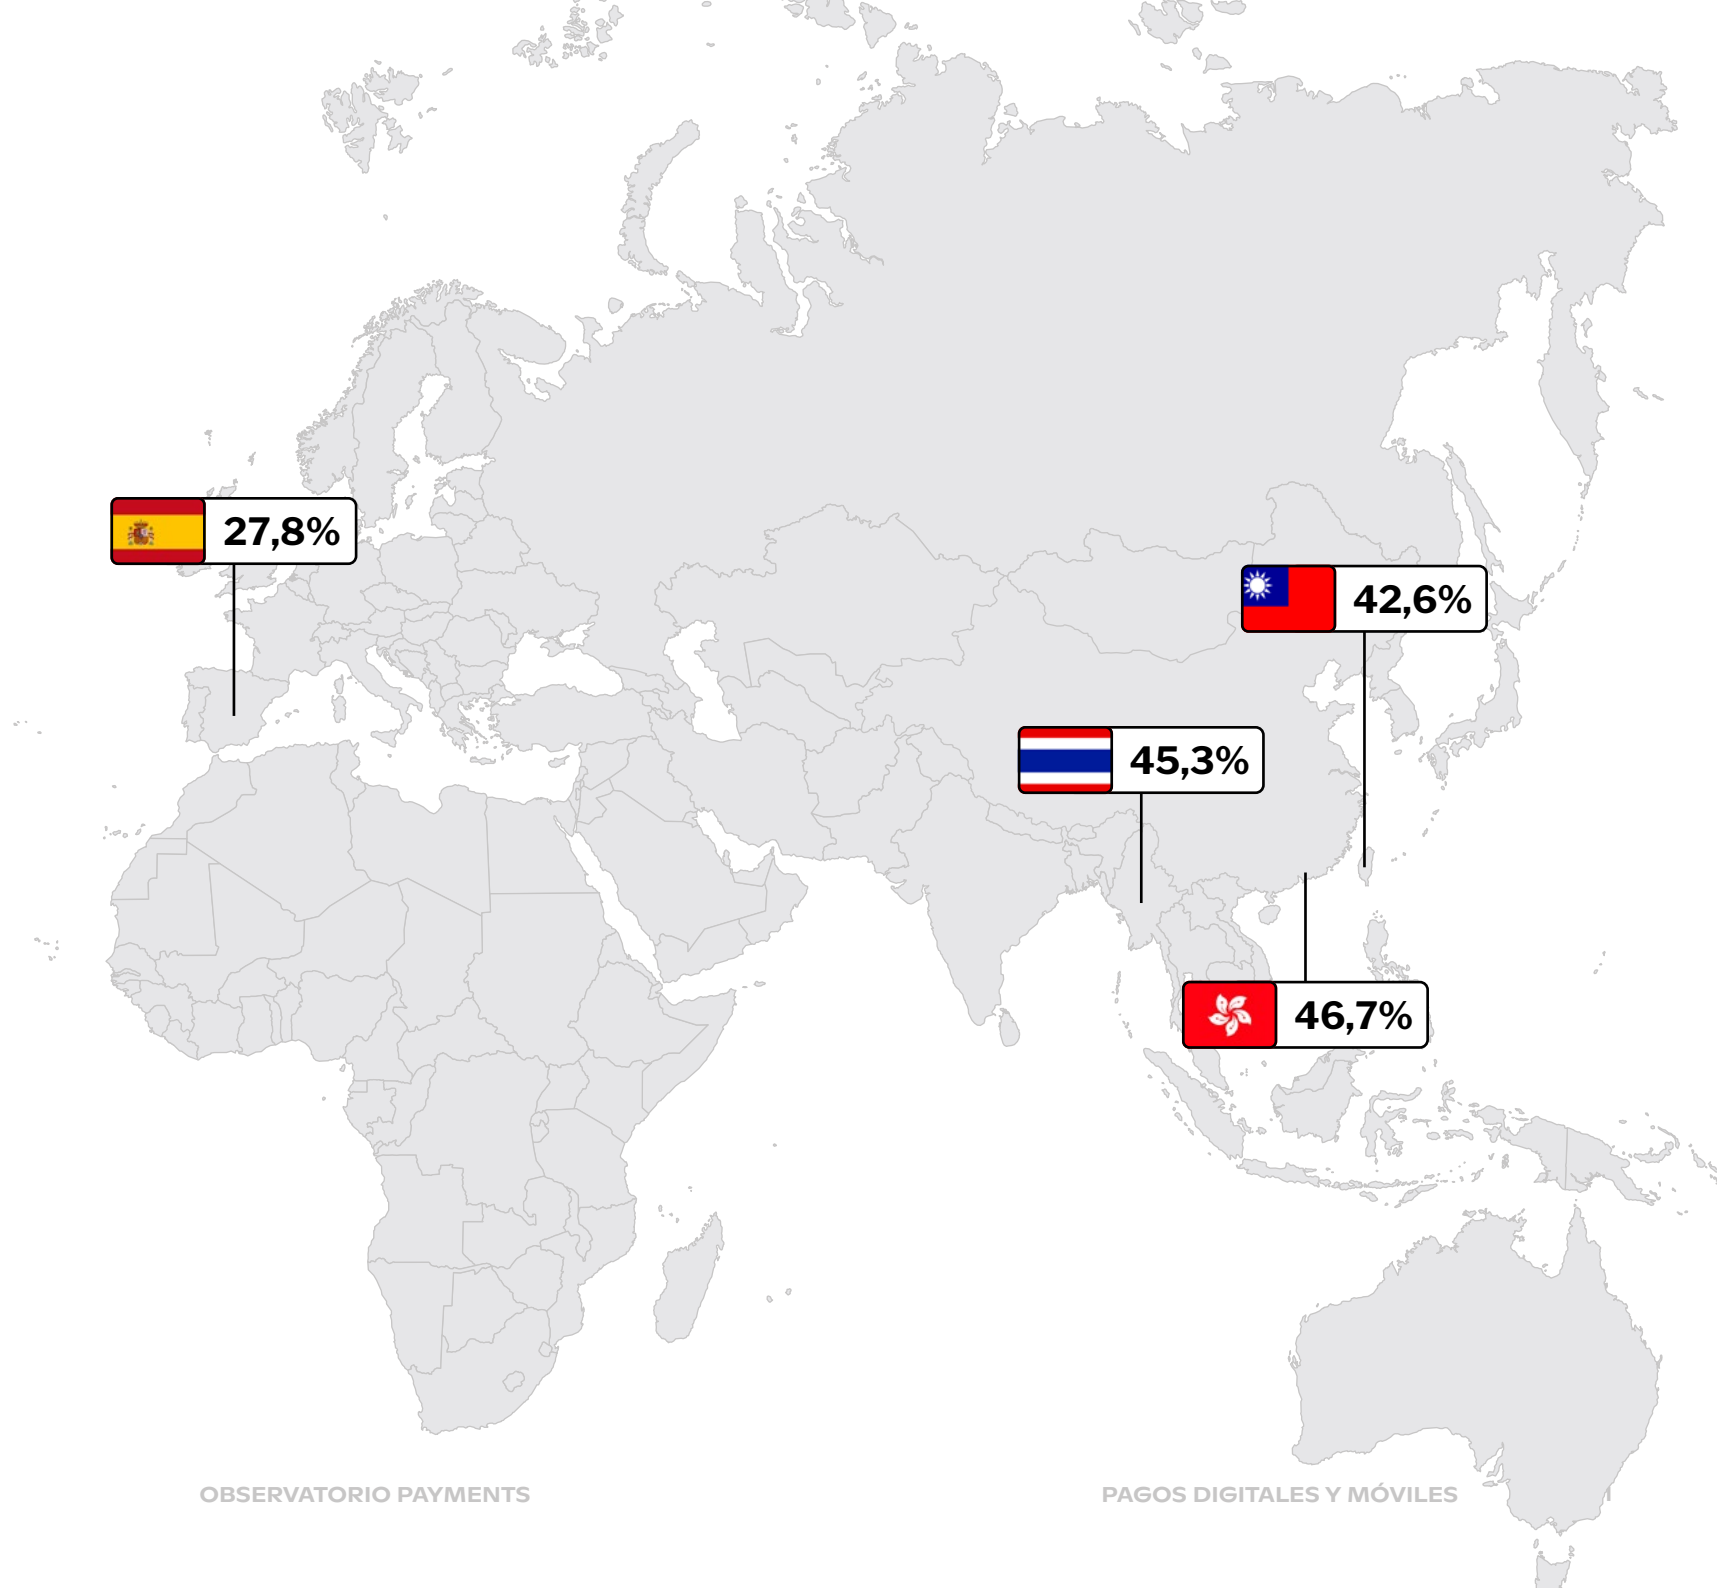 27,8%
42,6%
45,3%
46,7%
OBSERVATORIO PAYMENTS
PAGOS DIGITALES Y MÓVILES